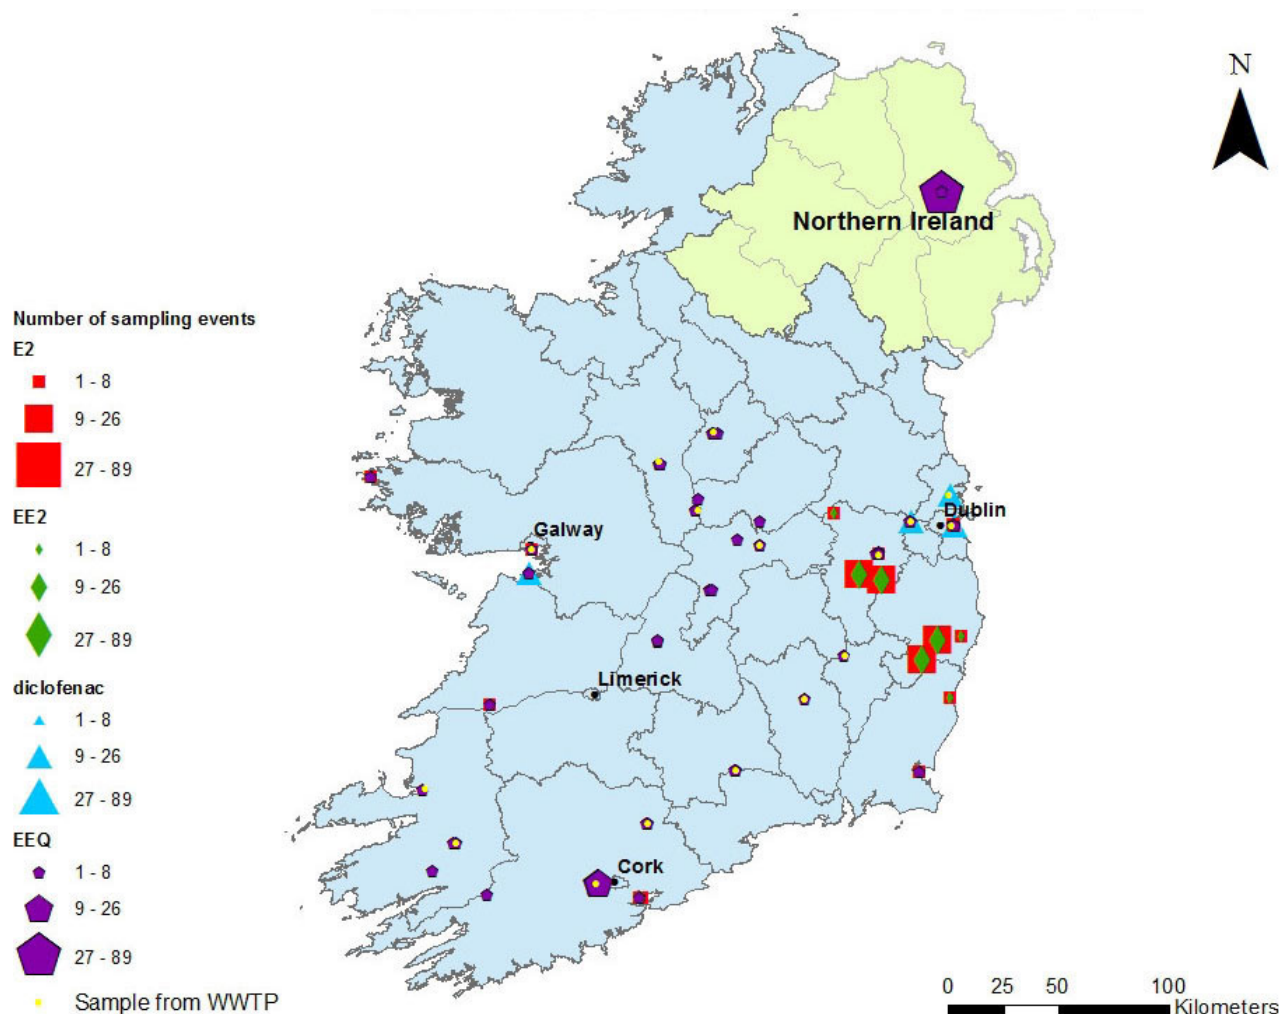 N
Northern Ireland
Number of sampling events
E2
1 - 8
9 - 26
27 - 89
EE2
1 - 8
9 - 26
27 - 89
diclofenac
1 - 8
9 - 26
27 - 89
EEQ
1 - 8
9 - 26
27 - 89
Sample from WWTP
Dublin
Galway
Limerick
Cork
0 25 50 100
Kilometers